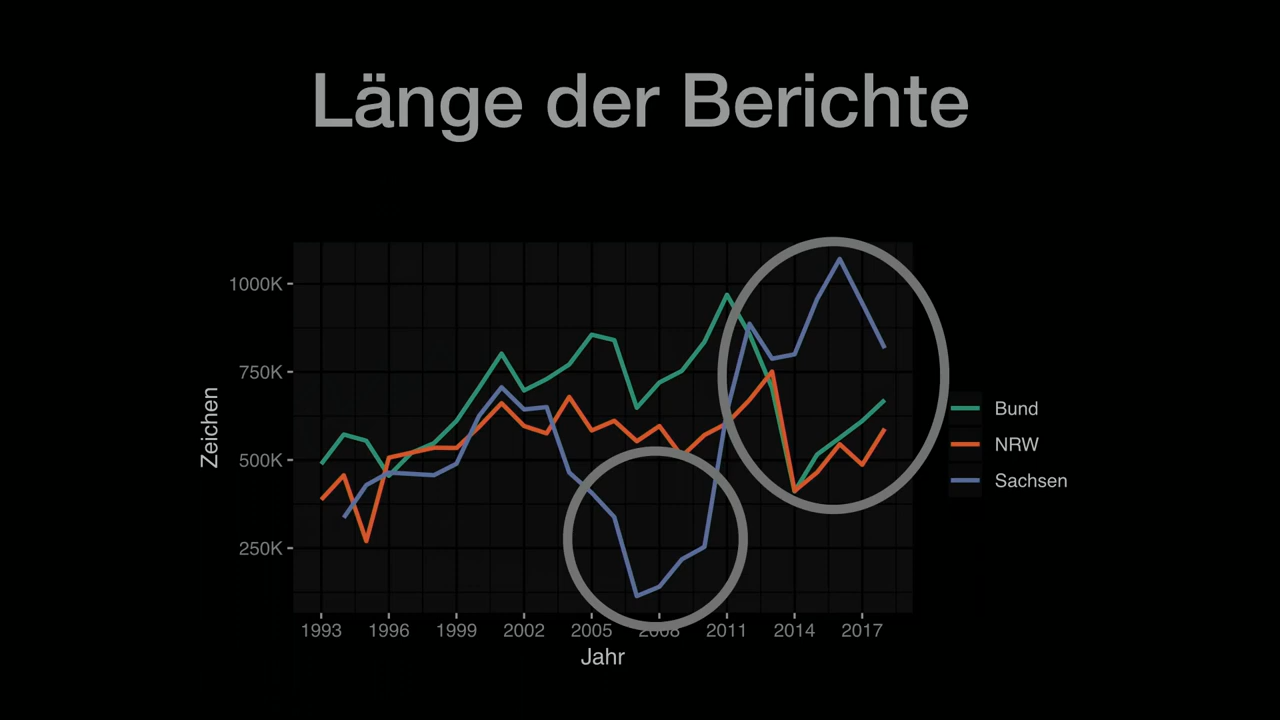 Länge der Berichte
1000K
750K
500K
250K
Zeichen
1993 1996 1999 2002 2005 2008 2011 2014 2017
Jahr
Bund
NRW
Sachsen